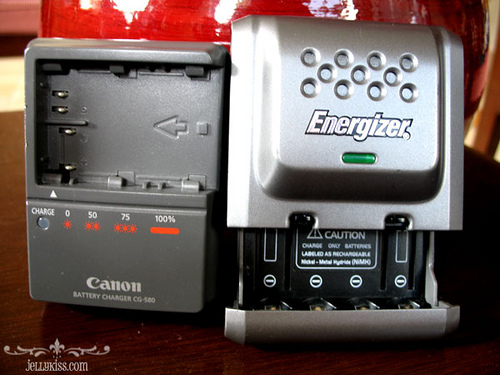 Energizer
CHARGE 0 50 75 100%
Canon
BATTERY CHARGER CG-580
CAUTION
CHARGE ONLY BATTERIES
LABELED AS RECHARGEABLE
Nickel - Metal Hydride (NiMH)
jellykiss.com